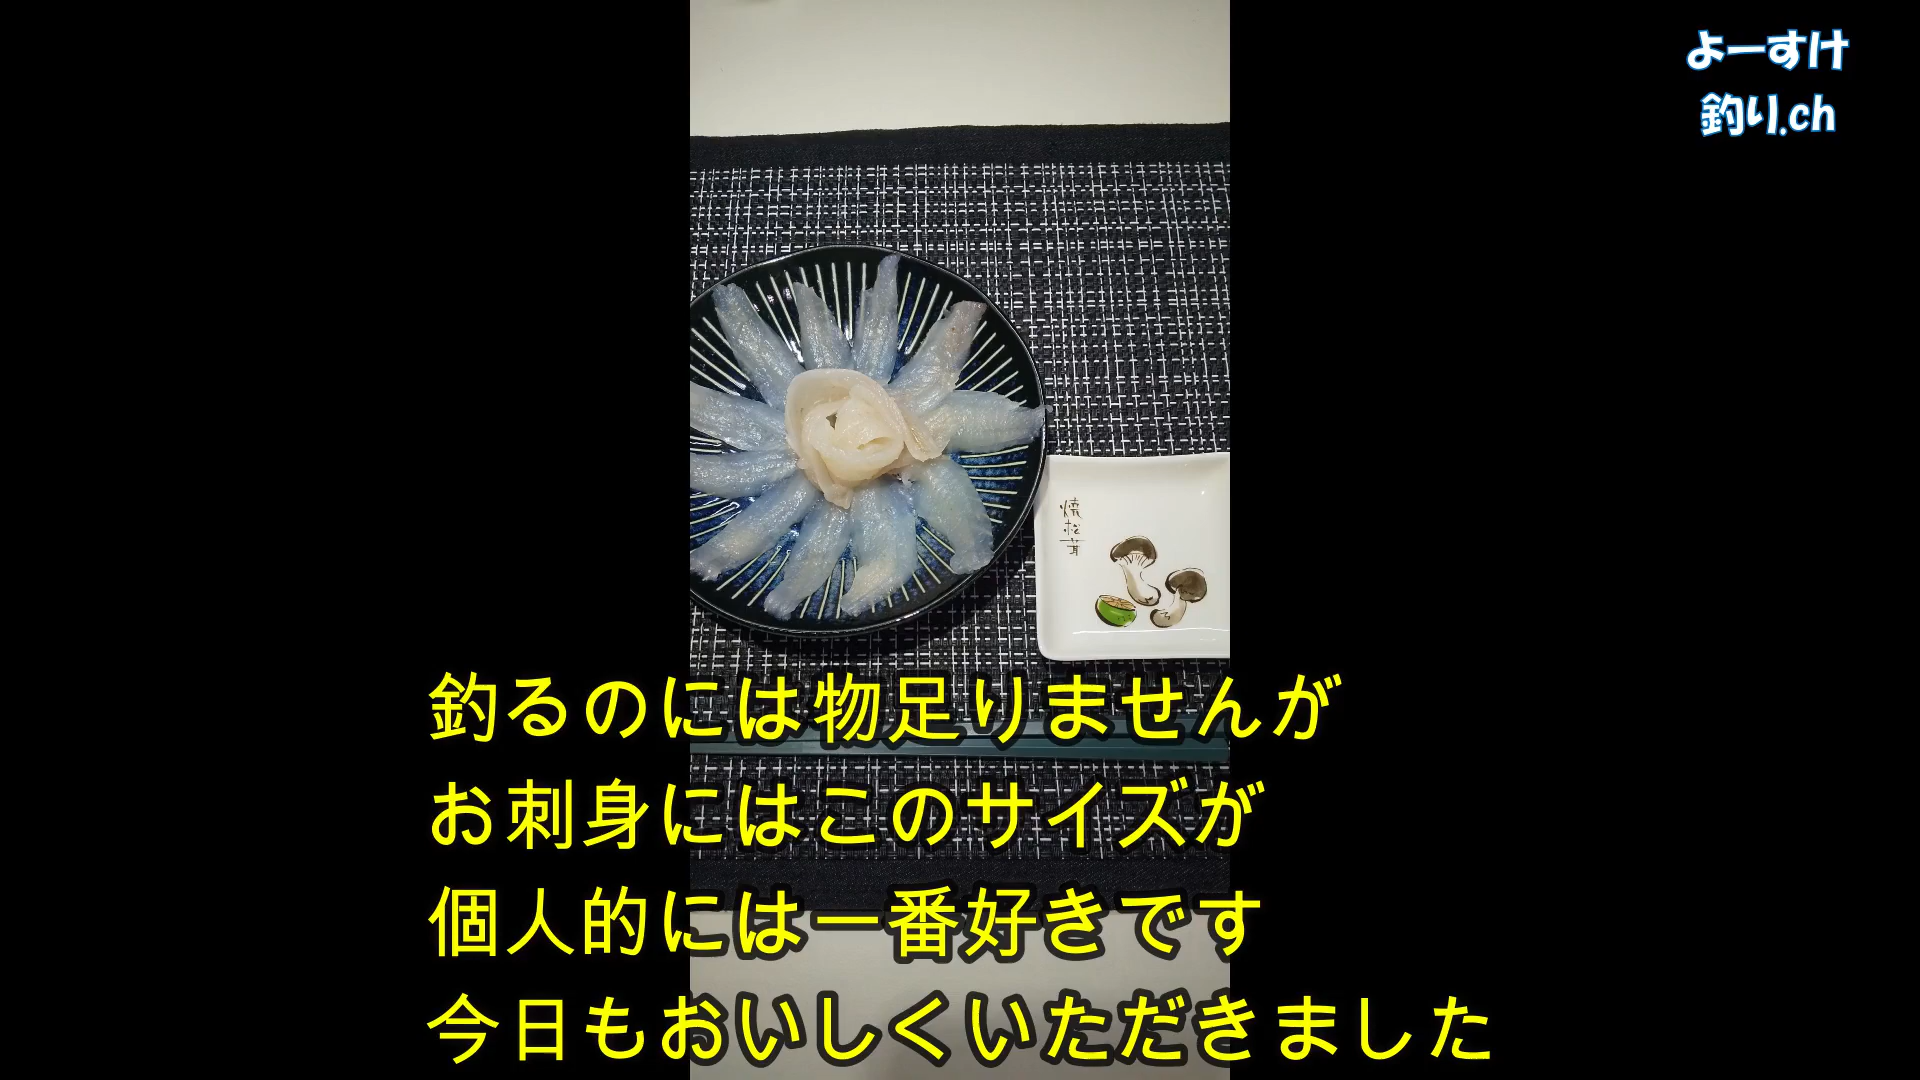 よーすけ
釣り.ch
焼松茸
釣るのには物足りませんが
お刺身にはこのサイズが
個人的には一番好きです
今日もおいしくいただきました